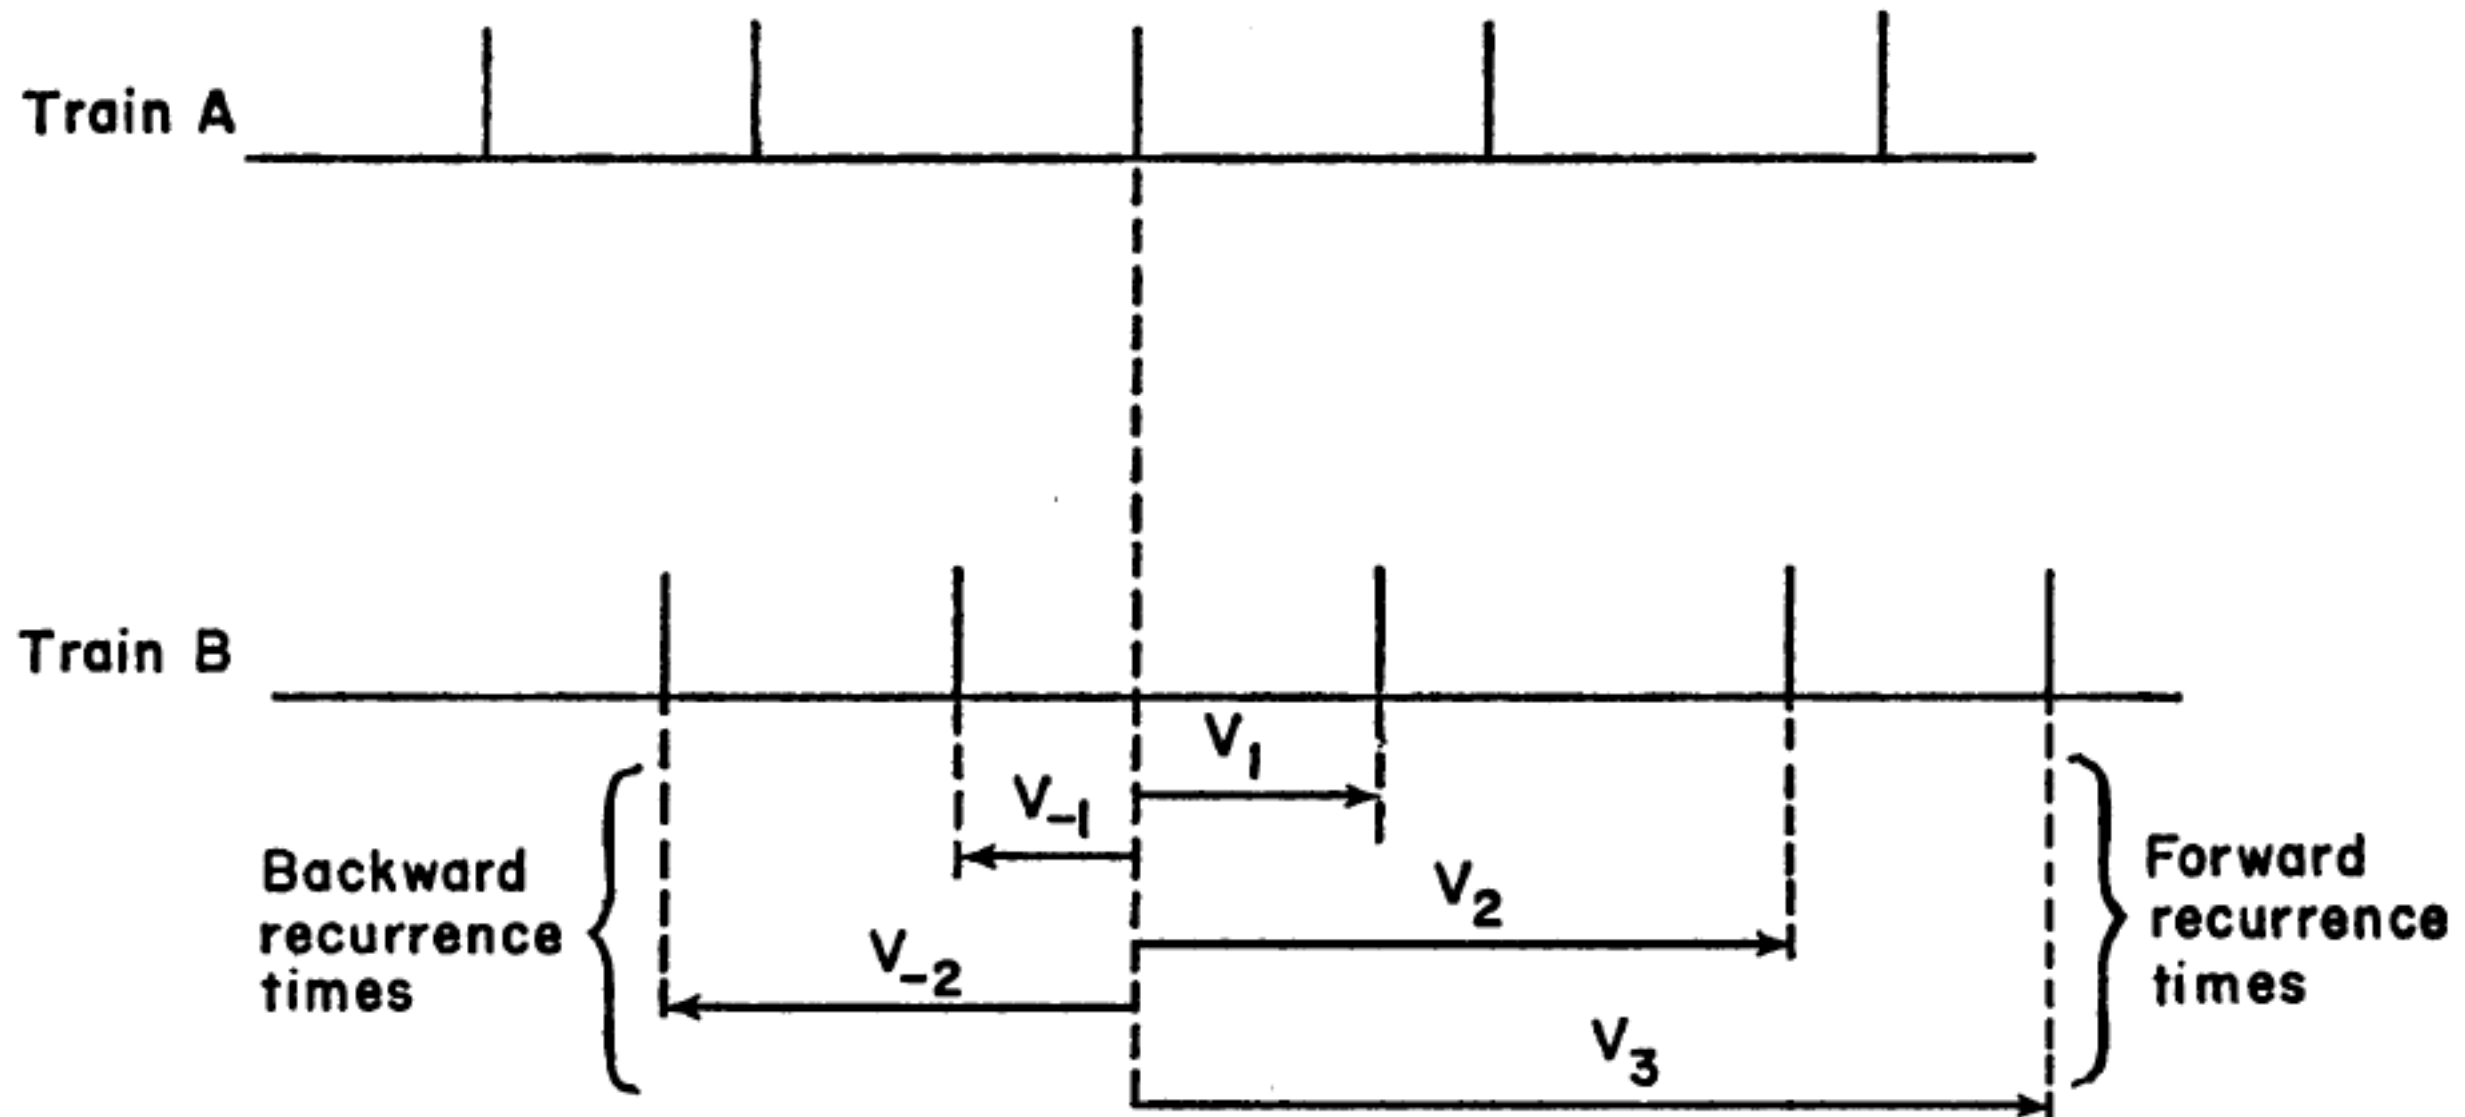 Train A
Train B
V₁
V₋₁
Backward
recurrence
times
V₂
V₋₂
Forward
recurrence
times
V₃